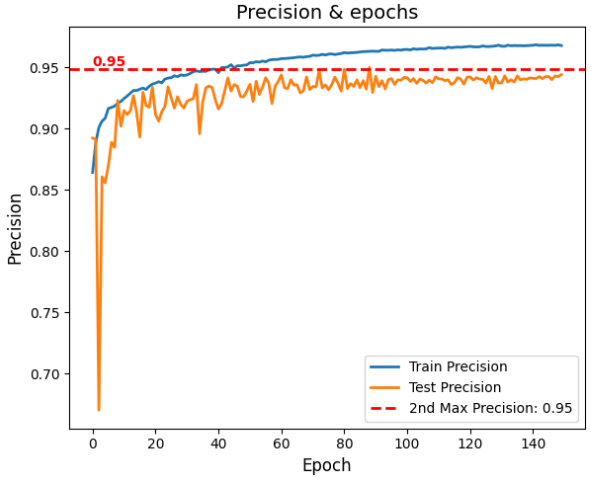 Precision & epochs
0.95
0.95
0.90
0.85
0.80
0.75
0.70
Precision
0
20
40
60
80
100
120
140
Epoch
Train Precision
Test Precision
2nd Max Precision: 0.95